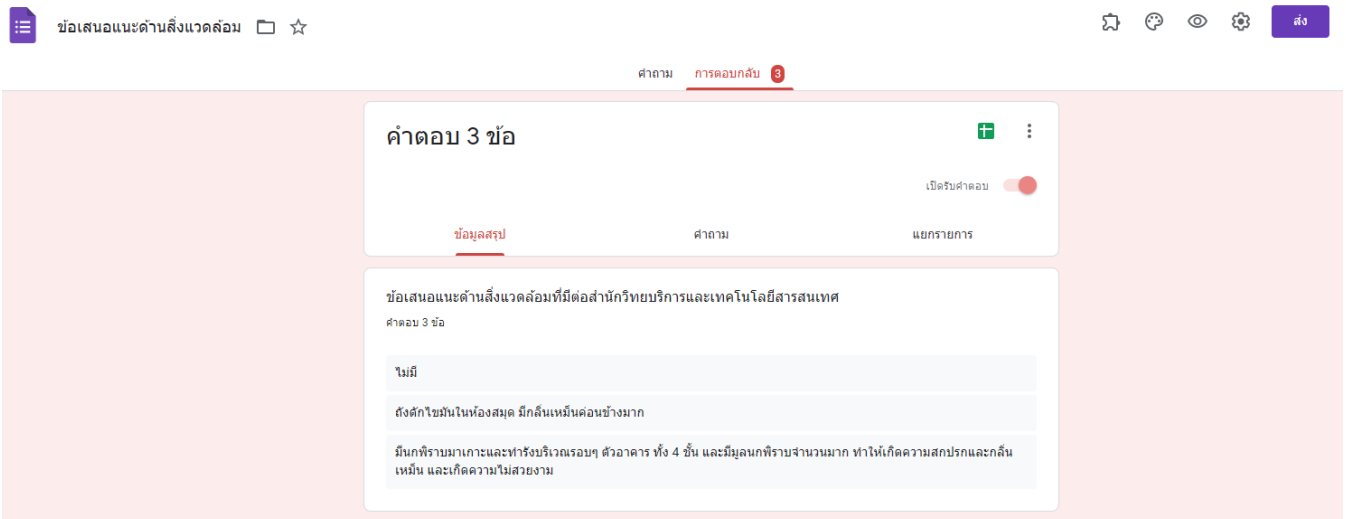 ข้อเสนอแนะด้านสิ่งแวดล้อม
ส่ง
คำถาม
การตอบกลับ 3
คำตอบ 3 ข้อ
เปิดรับคำตอบ
ข้อมูลสรุป
คำถาม
แยกรายการ
ข้อเสนอแนะด้านสิ่งแวดล้อมที่มีต่อสำนักวิทยบริการและเทคโนโลยีสารสนเทศ
คำตอบ 3 ข้อ
ไม่มี
ถังดักไขมันในห้องสมุด มีกลิ่นเหม็นค่อนข้างมาก
มีนกพิราบมาเกาะและทำรังบริเวณรอบๆ ตัวอาคาร ทั้ง 4 ชั้น และมีมูลนกพิราบจำนวนมาก ทำให้เกิดความสกปรกและกลิ่น
เหม็น และเกิดความไม่สวยงาม